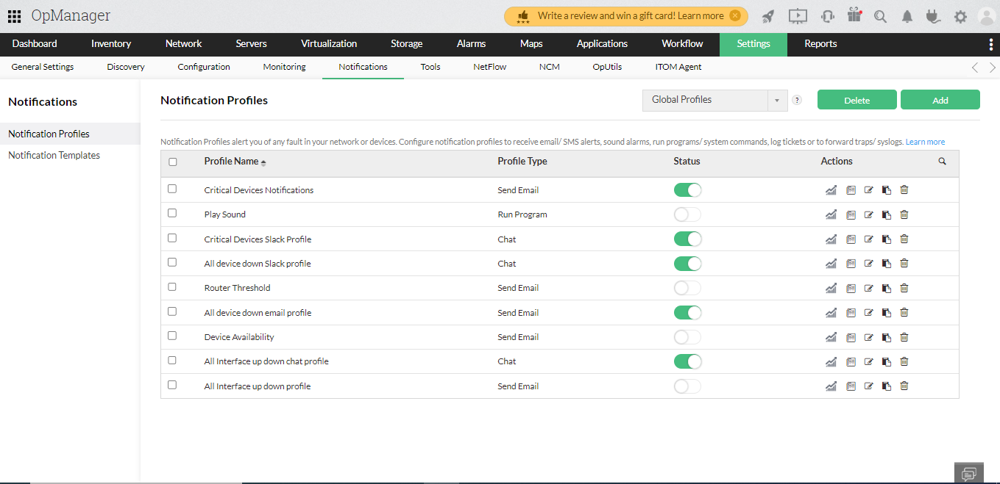 OpManager
Write a review and win a gift card! Learn more
Dashboard Inventory Network Servers Virtualization Storage Alarms Maps Applications Workflow Settings Reports
General Settings Discovery Configuration Monitoring Notifications Tools NetFlow NCM OpUtils ITOM Agent
Notifications
Notification Profiles
Notification Templates
Notification Profiles
Global Profiles
?
Delete
Add
Notification Profiles alert you of any fault in your network or devices. Configure notification profiles to receive email/ SMS alerts, sound alarms, run programs/ system commands, log tickets or to forward traps/ syslogs. Learn more
Profile Name Profile Type Status Actions
Critical Devices Notifications Send Email
Play Sound Run Program
Critical Devices Slack Profile Chat
All device down Slack profile Chat
Router Threshold Send Email
All device down email profile Send Email
Device Availability Send Email
All Interface up down chat profile Chat
All Interface up down profile Send Email